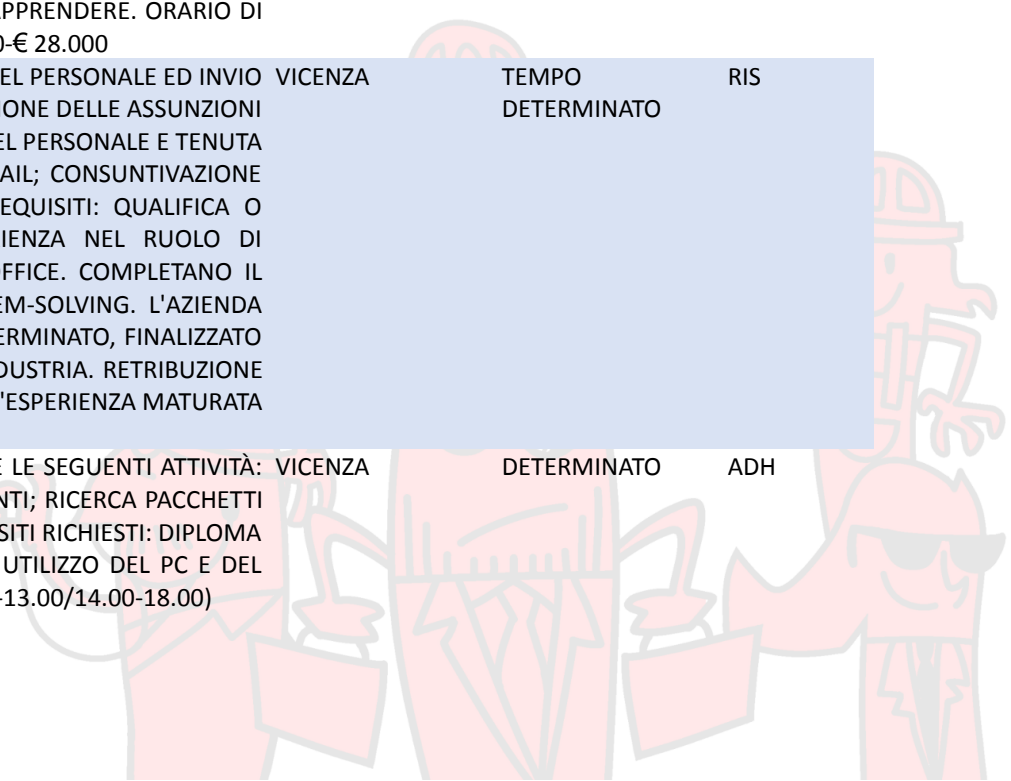 APPRENDERE. ORARIO DI
0-€ 28.000
EL PERSONALE ED INVIO VICENZA TEMPO RIS
IONE DELLE ASSUNZIONI DETERMINATO
EL PERSONALE E TENUTA
AIL; CONSUNTIVAZIONE
EQUISITI: QUALIFICA O
IENZA NEL RUOLO DI
FFICE. COMPLETANO IL
EM-SOLVING. L'AZIENDA
ERMINATO, FINALIZZATO
DUSTRIA. RETRIBUZIONE
'ESPERIENZA MATURATA
E LE SEGUENTI ATTIVITÀ: VICENZA DETERMINATO ADH
NTI; RICERCA PACCHETTI
SITI RICHIESTI: DIPLOMA
UTILIZZO DEL PC E DEL
-13.00/14.00-18.00)